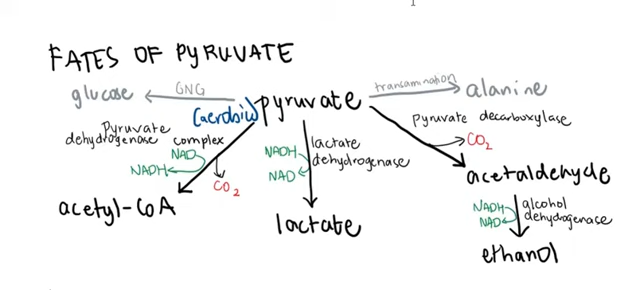 FATES OF PYRUVATE
glucose
GNG
(aerobic)
pyruvate
transamination
alanine
Pyruvate
dehydrogenase complex
NAD
NADH
CO2
acetyl-CoA
NADH
NAD
lactate
dehydrogenase
lactate
Pyruvate decarboxylase
CO2
acetaldehyde
NADH
NAD
alcohol
dehydrogenase
ethanol